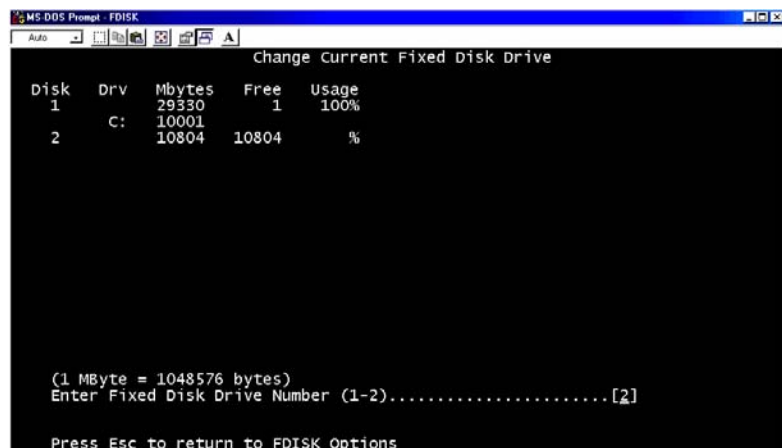 MS-DOS Prompt - FDISK
Auto A
Change Current Fixed Disk Drive
Disk Drv Mbytes Free Usage
1 29330 1 100%
C: 10001
2 10804 10804 %
(1 MByte = 1048576 bytes)
Enter Fixed Disk Drive Number (1-2).......................[2]
Press Esc to return to FDISK Options